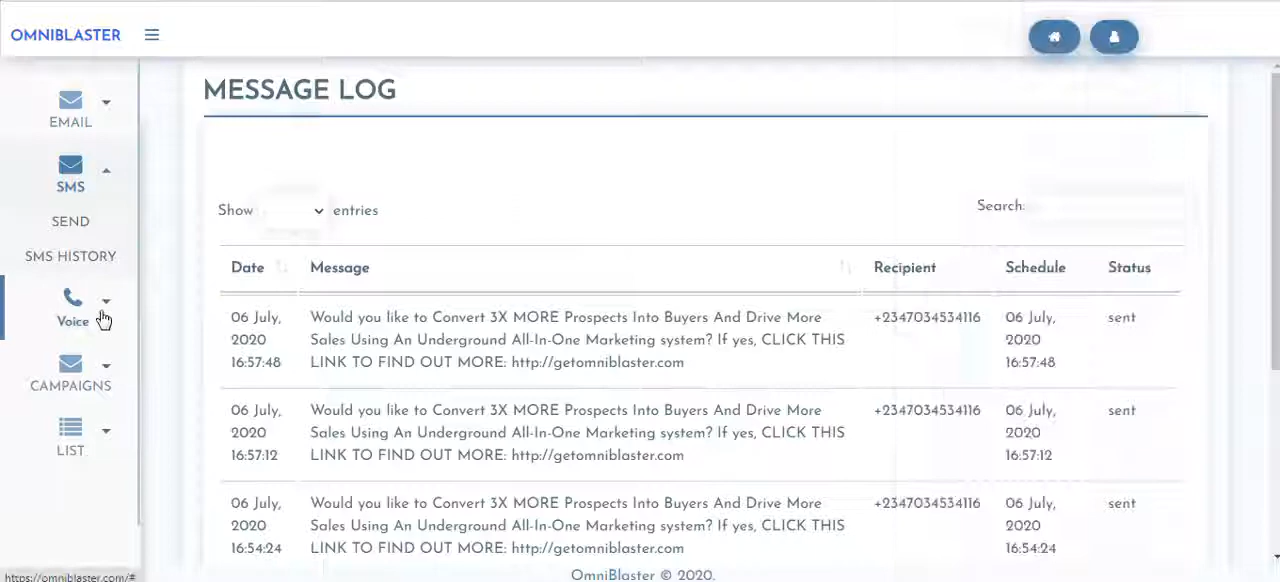 OMNIBLASTER
EMAIL
SMS
SEND
SMS HISTORY
Voice
CAMPAIGNS
LIST
MESSAGE LOG
Show entries
Search:
Date Message Recipient Schedule Status
06 July, Would you like to Convert 3X MORE Prospects Into Buyers And Drive More +2347034534116 06 July, sent
2020 Sales Using An Underground All-In-One Marketing system? If yes, CLICK THIS 2020
16:57:48 LINK TO FIND OUT MORE: http://getomniblaster.com 16:57:48
06 July, Would you like to Convert 3X MORE Prospects Into Buyers And Drive More +2347034534116 06 July, sent
2020 Sales Using An Underground All-In-One Marketing system? If yes, CLICK THIS 2020
16:57:12 LINK TO FIND OUT MORE: http://getomniblaster.com 16:57:12
06 July, Would you like to Convert 3X MORE Prospects Into Buyers And Drive More +2347034534116 06 July, sent
2020 Sales Using An Underground All-In-One Marketing system? If yes, CLICK THIS 2020
16:54:24 LINK TO FIND OUT MORE: http://getomniblaster.com 16:54:24
OmniBlaster © 2020.
https://omniblaster.com/#